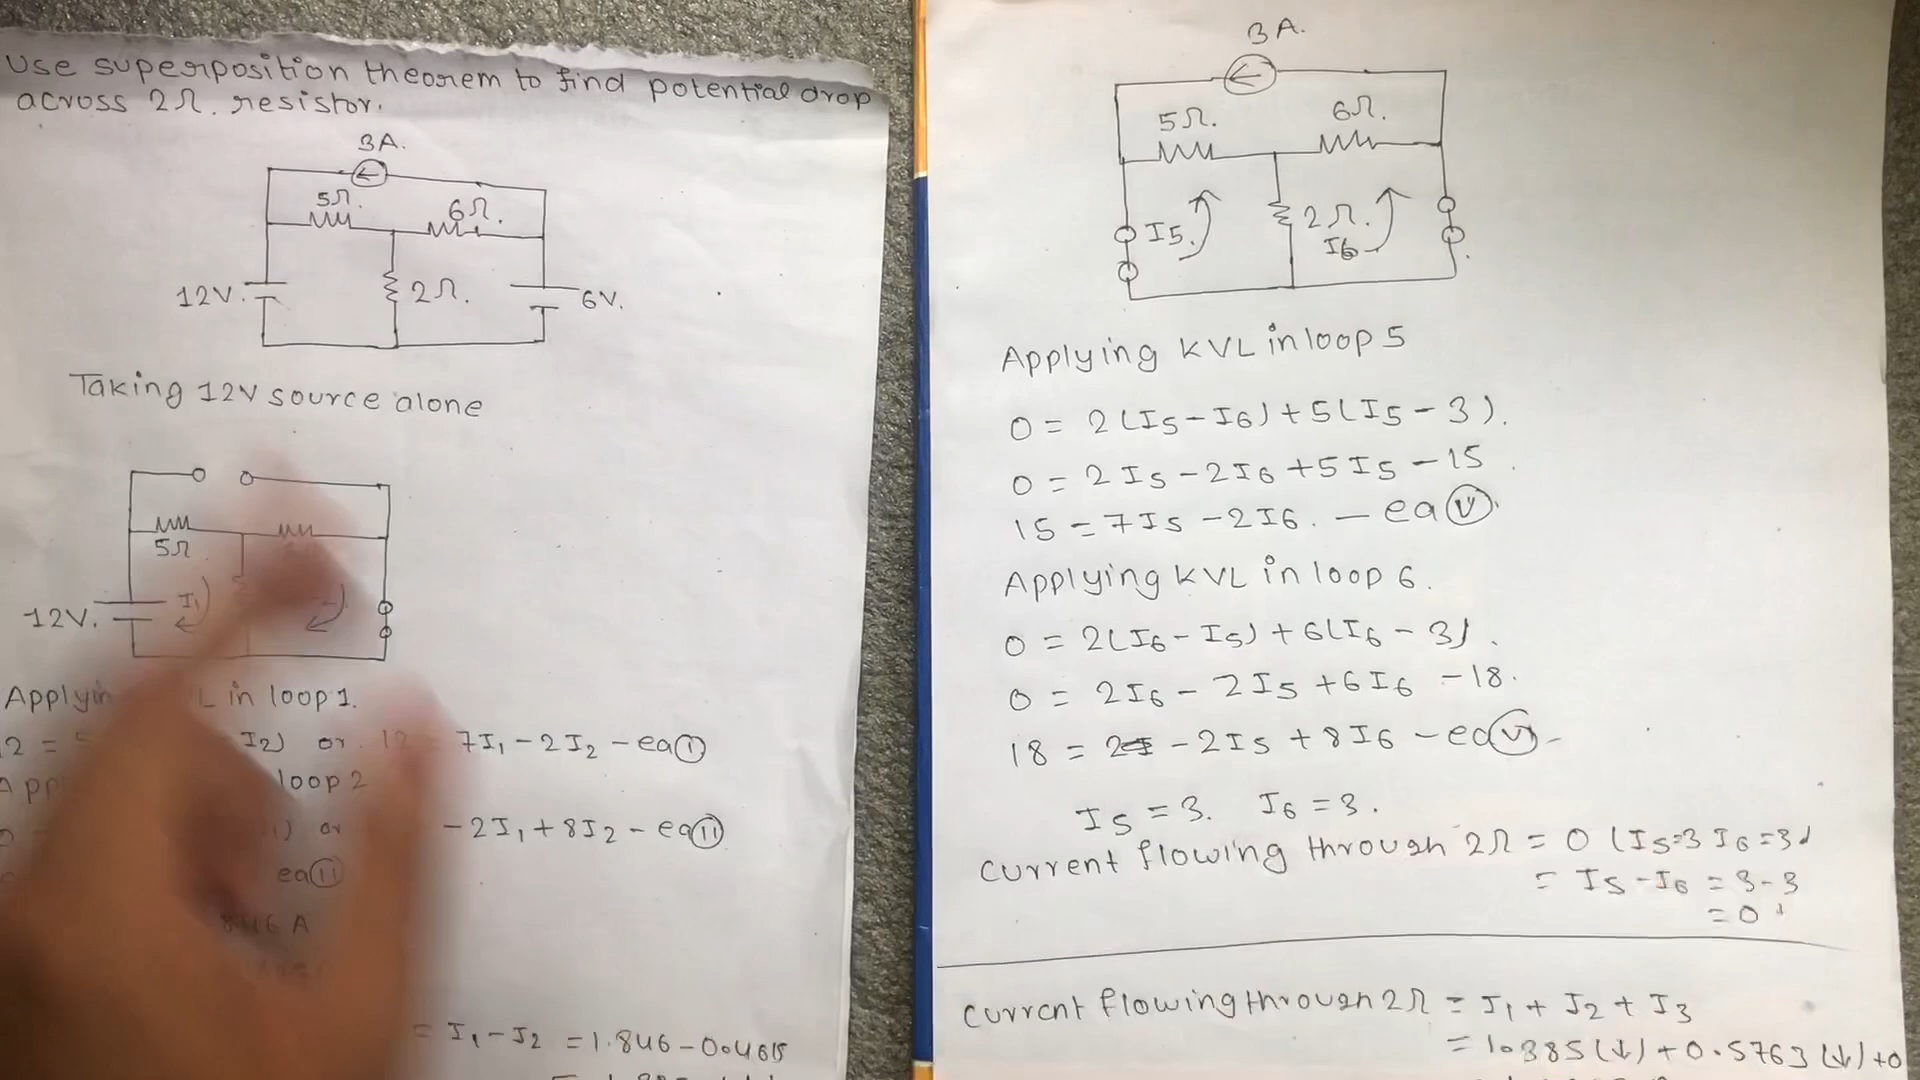 Use superposition theorem to find potential drop
across 2Ω. resistor.
3A.
5Ω.
6Ω.
12V.
2Ω.
6V.
Taking 12V source alone
5Ω
12V.
I1
in loop 1.
I2) or 7I1 - 2I2 - eq I
loop 2
or -2I1 + 8I2 - eq II
eq II
A
= I1 - I2 = 1.846 - 0.04615
3A.
5Ω.
6Ω.
I5.
2Ω.
I6
Applying KVL in loop 5
0 = 2(I5 - I6) + 5(I5 - 3).
0 = 2I5 - 2I6 + 5I5 - 15
15 = 7I5 - 2I6. - eq V
Applying KVL in loop 6.
0 = 2(I6 - I5) + 6(I6 - 3).
0 = 2I6 - 2I5 + 6I6 - 18.
18 = - 2I5 + 8I6 - eq
I5 = 3. I6 = 3.
Current flowing through 2Ω = 0 (I5=3 I6=3)
= I5 - I6 = 3 - 3
= 0
Current flowing through 2Ω = I1 + I2 + I3
= 1.385(↓) + 0.5763(↓) + 0